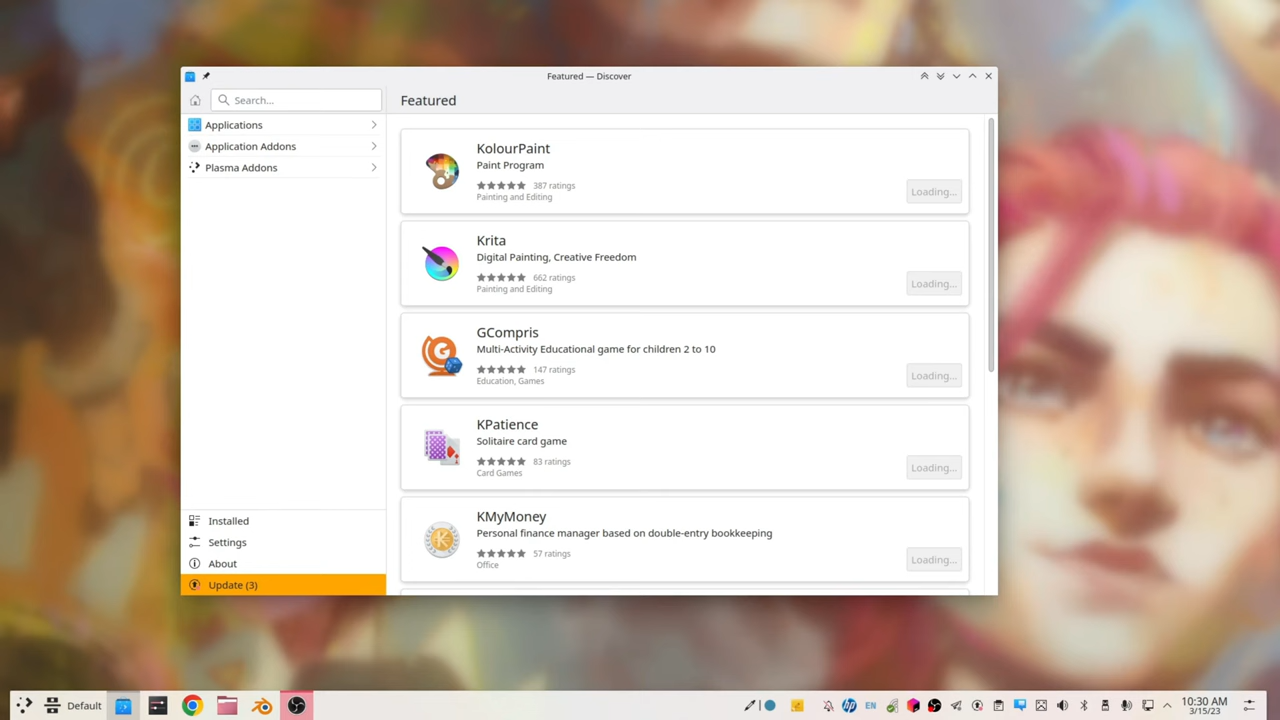 Featured — Discover
Search...
Featured
Applications
Application Addons
Plasma Addons
KolourPaint
Paint Program
387 ratings
Painting and Editing
Loading...
Krita
Digital Painting, Creative Freedom
662 ratings
Painting and Editing
Loading...
GCompris
Multi-Activity Educational game for children 2 to 10
147 ratings
Education, Games
Loading...
KPatience
Solitaire card game
83 ratings
Card Games
Loading...
KMyMoney
Personal finance manager based on double-entry bookkeeping
57 ratings
Office
Loading...
Installed
Settings
About
Update (3)
Default
EN
10:30 AM
3/15/23